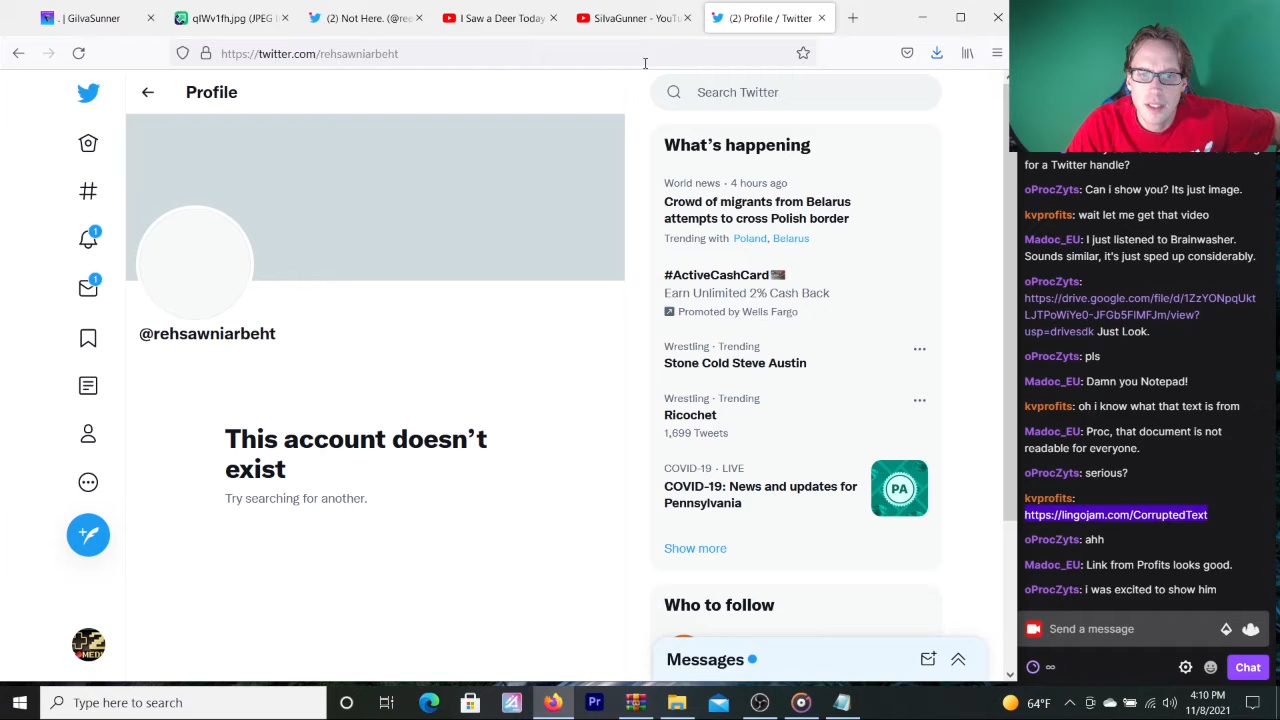 . | GilvaSunner
qIWv1fhj.jpg (JPEG I
(2) Not Here. (@ree
I Saw a Deer Today
SilvaGunner - YouTu
(2) Profile / Twitter
https://twitter.com/rehsawniarbeht
Profile
Search Twitter
@rehsawniarbeht
This account doesn't
exist
Try searching for another.
1
1
MED
What's happening
World news · 4 hours ago
Crowd of migrants from Belarus
attempts to cross Polish border
Trending with Poland, Belarus
#ActiveCashCard
Earn Unlimited 2% Cash Back
Promoted by Wells Fargo
Wrestling · Trending
Stone Cold Steve Austin
Wrestling · Trending
Ricochet
1,699 Tweets
COVID-19 · LIVE
COVID-19: News and updates for
Pennsylvania
PA
Show more
Who to follow
Messages
for a Twitter handle?
oProcZyts: Can i show you? Its just image.
kvprofits: wait let me get that video
Madoc_EU: I just listened to Brainwasher.
Sounds similar, it's just sped up considerably.
oProcZyts:
https://drive.google.com/file/d/1ZzYONpqUkt
LJTPoWiYe0-JFGb5FIMFJm/view?
usp=drivesdk Just Look.
oProcZyts: pls
Madoc_EU: Damn you Notepad!
kvprofits: oh i know what that text is from
Madoc_EU: Proc, that document is not
readable for everyone.
oProcZyts: serious?
kvprofits:
https://lingojam.com/CorruptedText
oProcZyts: ahh
Madoc_EU: Link from Profits looks good.
oProcZyts: i was excited to show him
Send a message
Chat
Type here to search
Pr
64°F
4:10 PM
11/8/2021